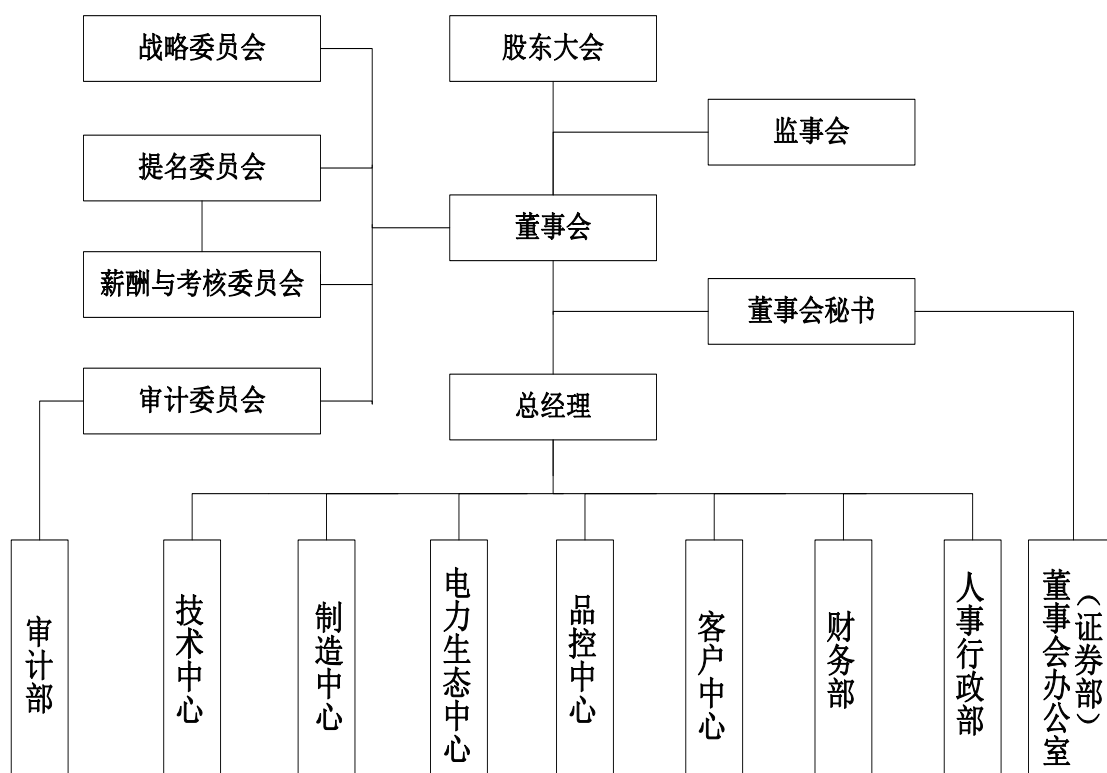 战略委员会
股东大会
监事会
提名委员会
董事会
薪酬与考核委员会
董事会秘书
审计委员会
总经理
审计部
技术中心
制造中心
电力生态中心
品控中心
客户中心
财务部
人事行政部
董事会办公室
（证券部）